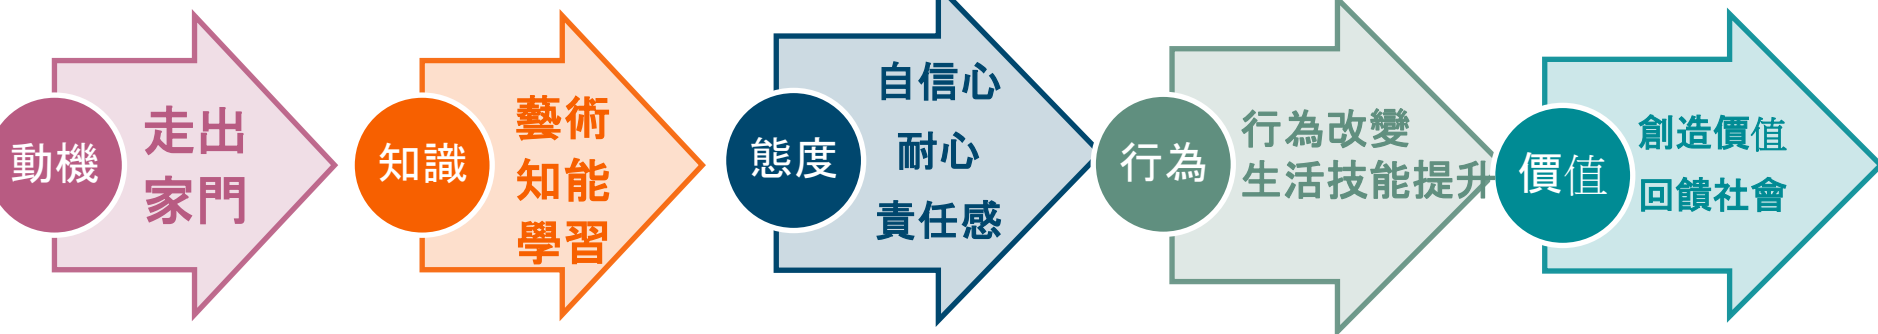 動機
走出
家門
知識
藝術
知能
學習
態度
自信心
耐心
責任感
行為
行為改變
生活技能提升
價值
創造價值
回饋社會